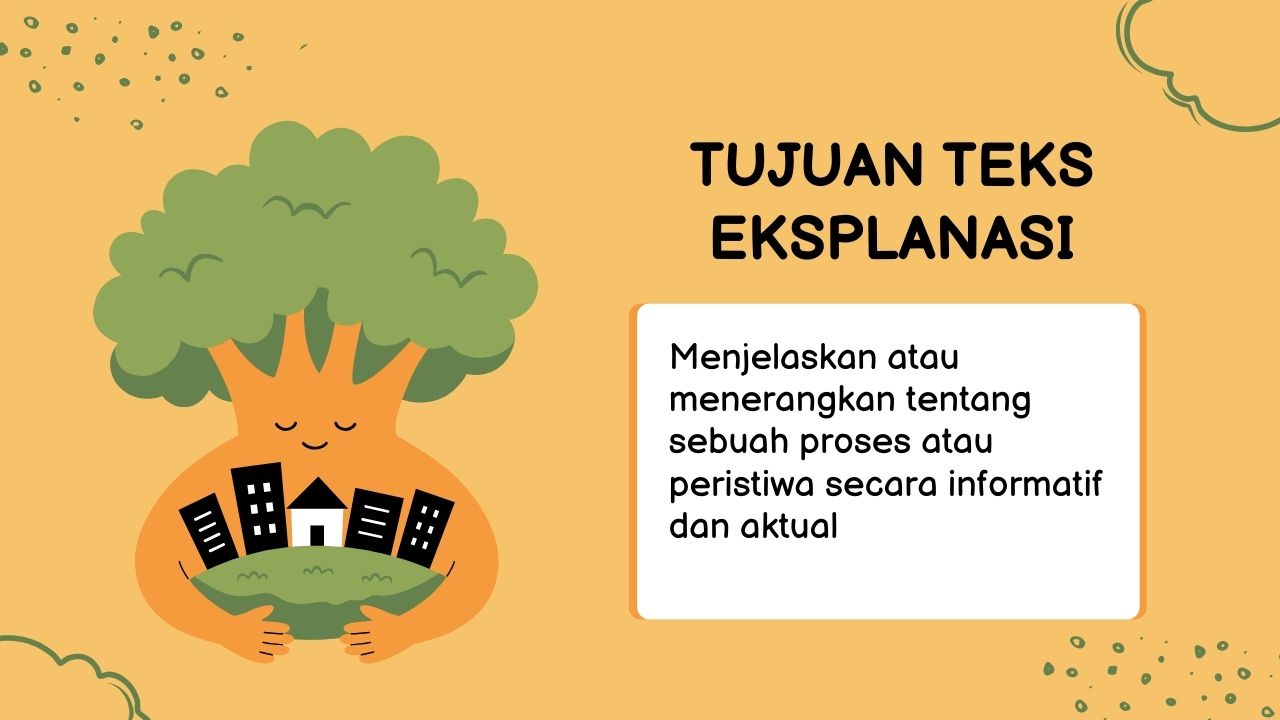 TUJUAN TEKS
EKSPLANASI
Menjelaskan atau
menerangkan tentang
sebuah proses atau
peristiwa secara informatif
dan aktual